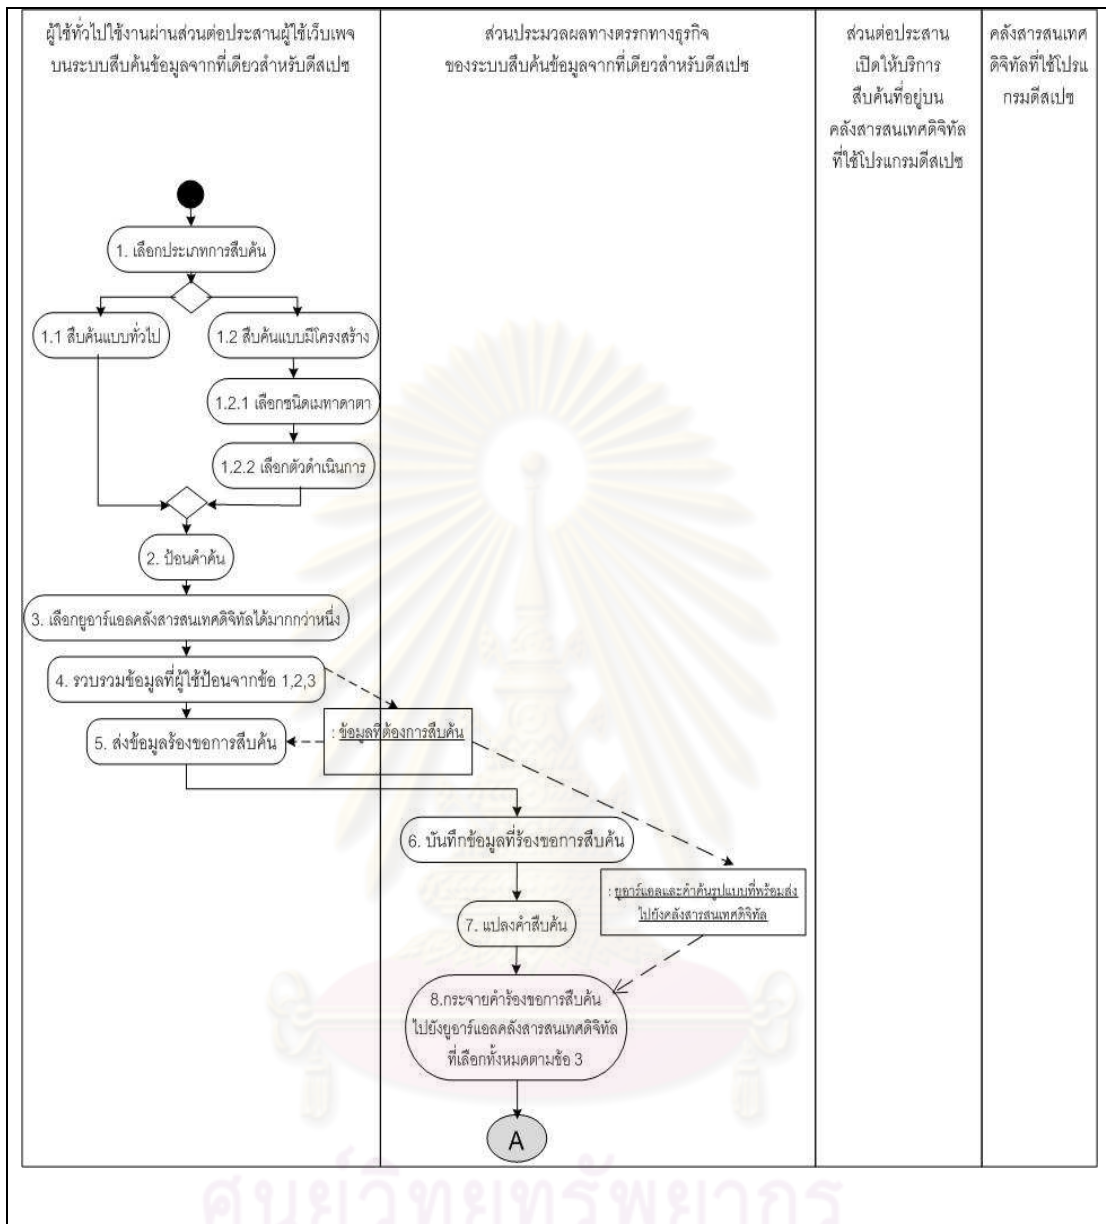 ผู้ใช้ทั่วไปใช้งานผ่านส่วนต่อประสานผู้ใช้เว็บเพจ
บนระบบสืบค้นข้อมูลจากที่เดียวสำหรับดีสเปซ
ส่วนประมวลผลทางตรรกทางธุรกิจ
ของระบบสืบค้นข้อมูลจากที่เดียวสำหรับดีสเปซ
ส่วนต่อประสาน
เปิดให้บริการ
สืบค้นที่อยู่บน
คลังสารสนเทศดิจิทัล
ที่ใช้โปรแกรมดีสเปซ
คลังสารสนเทศ
ดิจิทัลที่ใช้โปรแ
กรมดีสเปซ
1. เลือกประเภทการสืบค้น
1.1 สืบค้นแบบทั่วไป
1.2 สืบค้นแบบมีโครงสร้าง
1.2.1 เลือกชนิดเมทาดาตา
1.2.2 เลือกตัวดำเนินการ
2. ป้อนคำค้น
3. เลือกยูอาร์แอลคลังสารสนเทศดิจิทัลได้มากกว่าหนึ่ง
4. รวบรวมข้อมูลที่ผู้ใช้ป้อนจากข้อ 1,2,3
: ข้อมูลที่ต้องการสืบค้น
5. ส่งข้อมูลร้องขอการสืบค้น
6. บันทึกข้อมูลที่ร้องขอการสืบค้น
: ยูอาร์แอลและคำค้นรูปแบบที่พร้อมส่ง
ไปยังคลังสารสนเทศดิจิทัล
7. แปลงคำสืบค้น
8.กระจายคำร้องขอการสืบค้น
ไปยังยูอาร์แอลคลังสารสนเทศดิจิทัล
ที่เลือกทั้งหมดตามข้อ 3
A
ศูนย์วิทยทรัพยากร